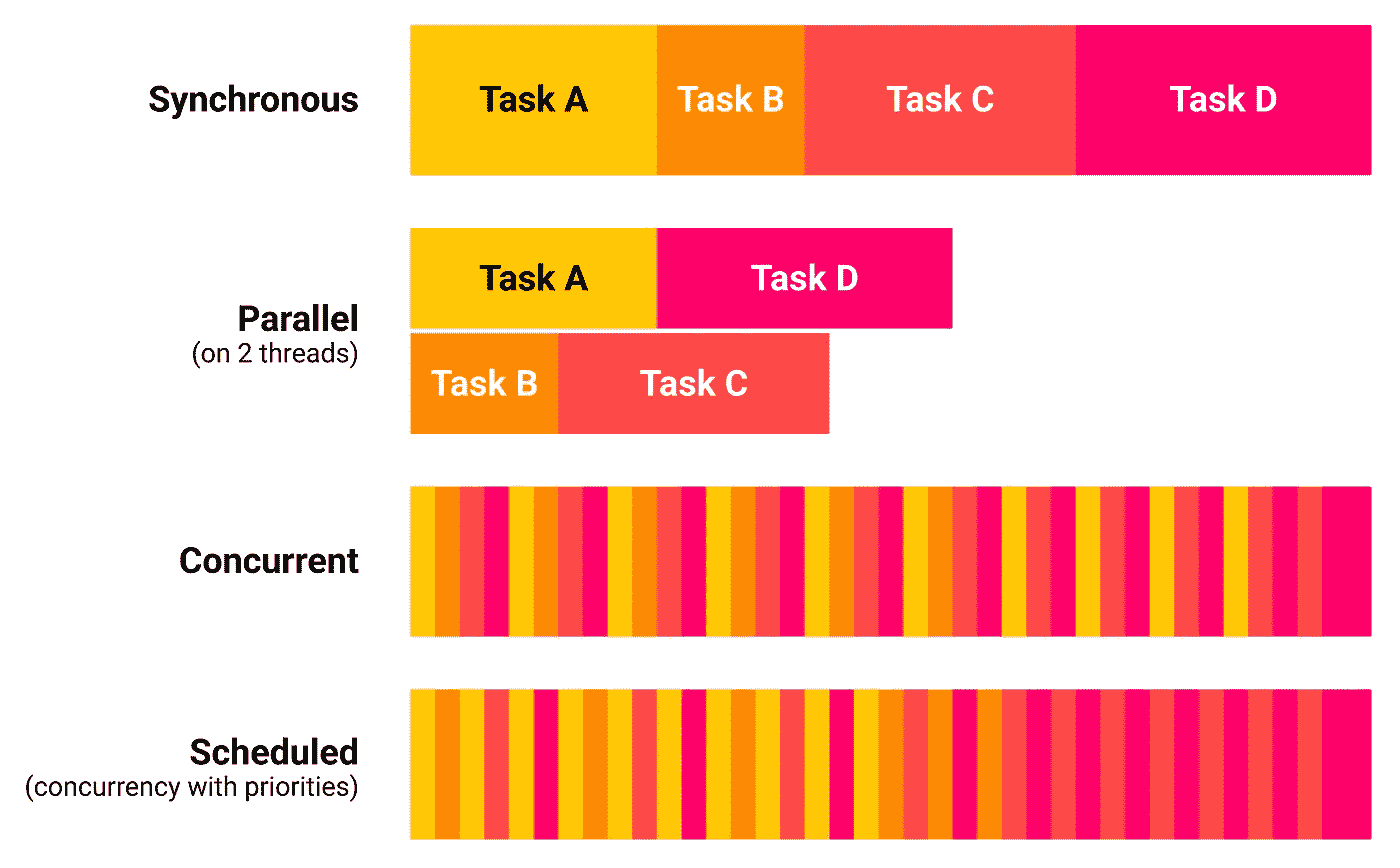 Synchronous
Task A
Task B
Task C
Task D
Parallel
(on 2 threads)
Task A
Task D
Task B
Task C
Concurrent
Scheduled
(concurrency with priorities)